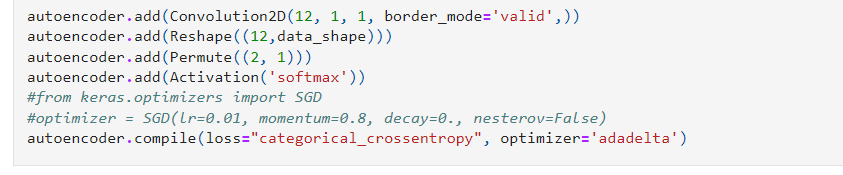 autoencoder.add(Convolution2D(12, 1, 1, border_mode='valid',))
autoencoder.add(Reshape((12,data_shape)))
autoencoder.add(Permute((2, 1)))
autoencoder.add(Activation('softmax'))
#from keras.optimizers import SGD
#optimizer = SGD(lr=0.01, momentum=0.8, decay=0., nesterov=False)
autoencoder.compile(loss="categorical_crossentropy", optimizer='adadelta')